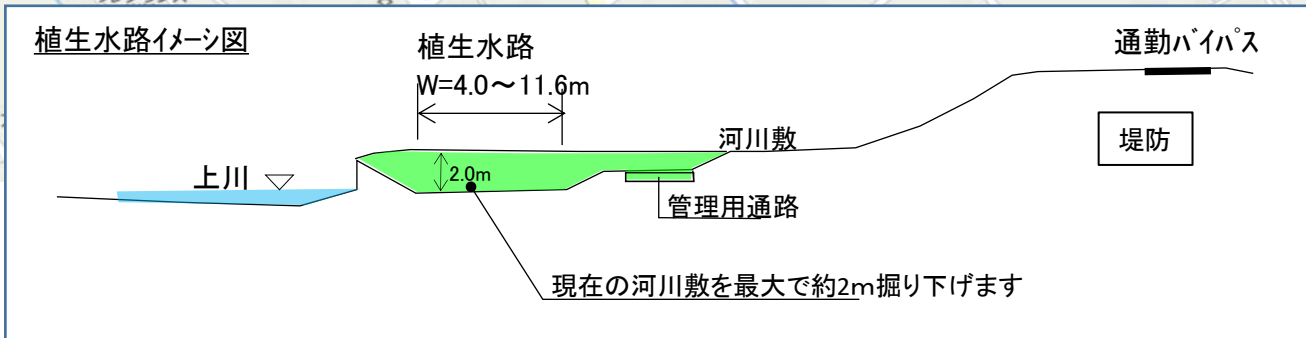 植生水路イメージ図
植生水路
W=4.0～11.6m
通勤バイパス
河川敷
堤防
上川
2.0m
管理用通路
現在の河川敷を最大で約2m掘り下げます